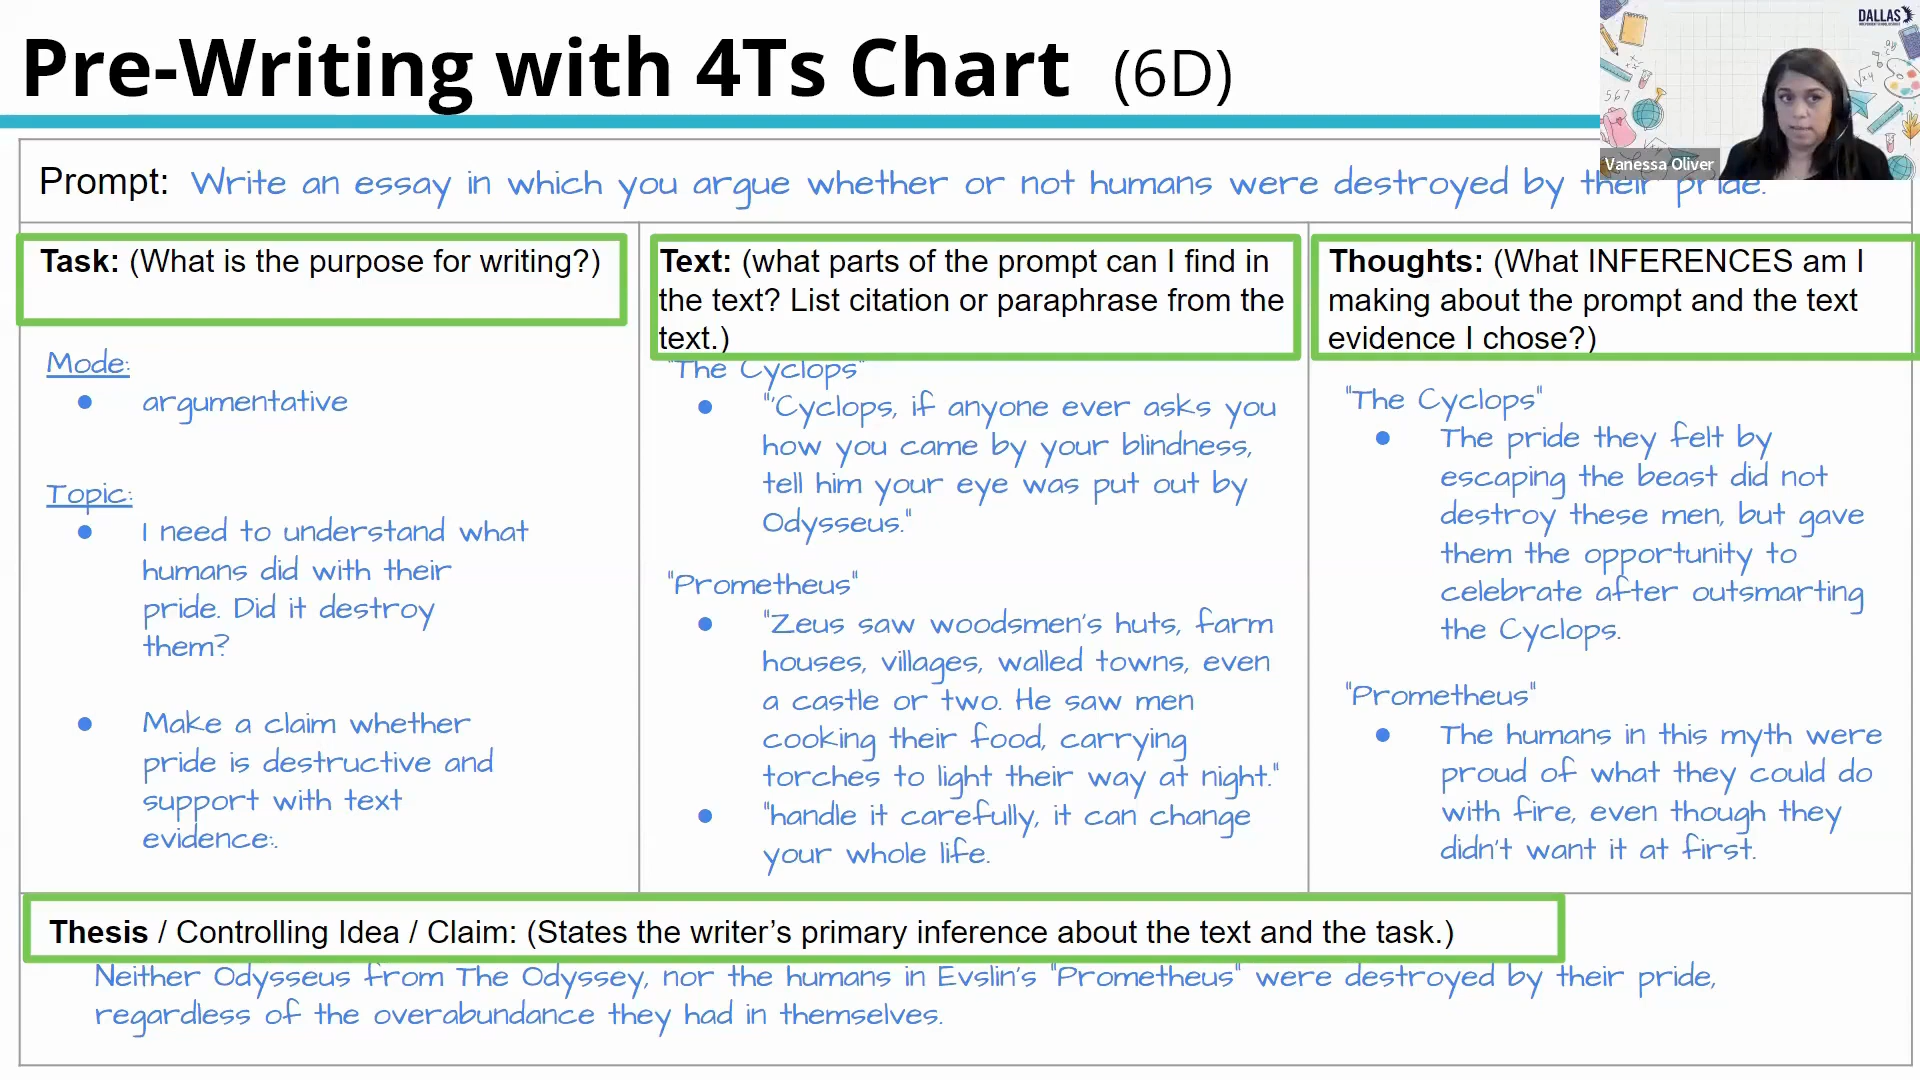 Pre-Writing with 4Ts Chart (6D)
DALLAS
Vanessa Oliver
Prompt: Write an essay in which you argue whether or not humans were destroyed by their pride.
Task: (What is the purpose for writing?)
Mode:
argumentative
Topic:
I need to understand what
humans did with their
pride. Did it destroy
them?
Make a claim whether
pride is destructive and
support with text
evidence:.
Text: (what parts of the prompt can I find in
the text? List citation or paraphrase from the
text.)
"The Cyclops"
"'Cyclops, if anyone ever asks you
how you came by your blindness,
tell him your eye was put out by
Odysseus."
"Prometheus"
"Zeus saw woodsmen's huts, farm
houses, villages, walled towns, even
a castle or two. He saw men
cooking their food, carrying
torches to light their way at night."
"handle it carefully, it can change
your whole life.
Thoughts: (What INFERENCES am I
making about the prompt and the text
evidence I chose?)
"The Cyclops"
The pride they felt by
escaping the beast did not
destroy these men, but gave
them the opportunity to
celebrate after outsmarting
the Cyclops.
"Prometheus"
The humans in this myth were
proud of what they could do
with fire, even though they
didn't want it at first.
Thesis / Controlling Idea / Claim: (States the writer's primary inference about the text and the task.)
Neither Odysseus from The Odyssey, nor the humans in Evslin's "Prometheus" were destroyed by their pride,
regardless of the overabundance they had in themselves.